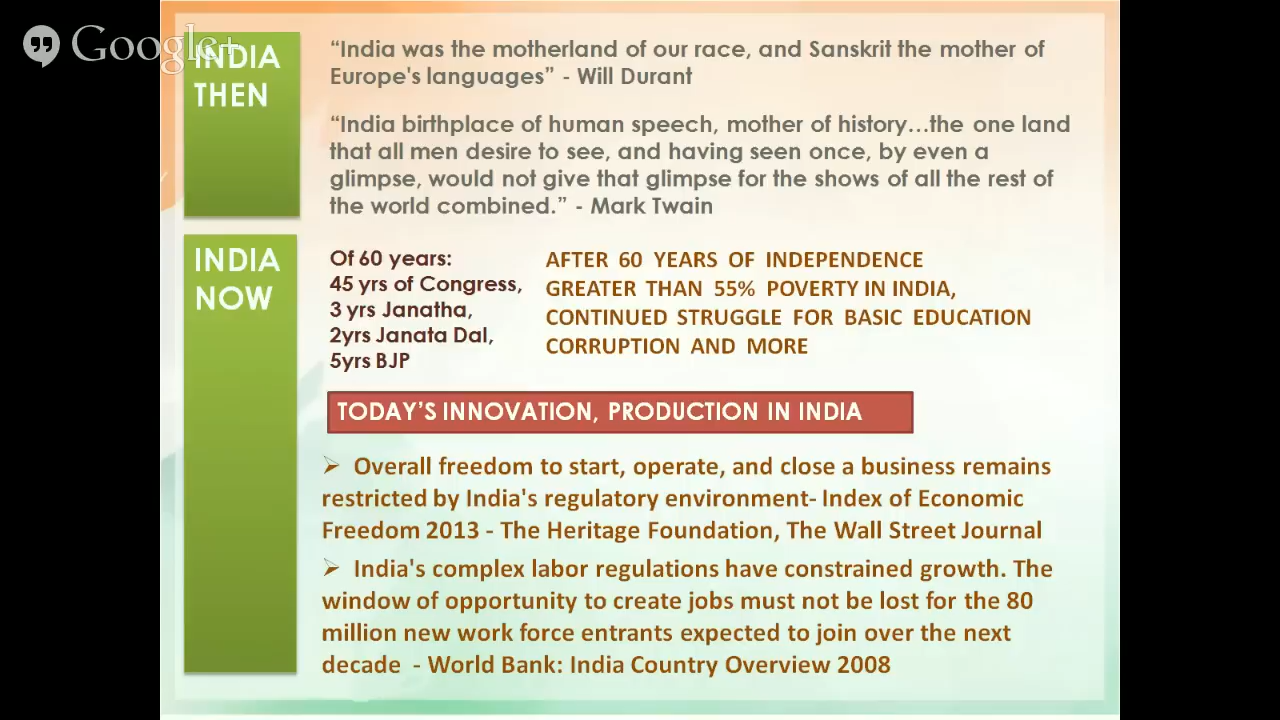 Google+
INDIA
THEN
“India was the motherland of our race, and Sanskrit the mother of
Europe's languages” - Will Durant
“India birthplace of human speech, mother of history…the one land
that all men desire to see, and having seen once, by even a
glimpse, would not give that glimpse for the shows of all the rest of
the world combined.” - Mark Twain
INDIA
NOW
Of 60 years:
45 yrs of Congress,
3 yrs Janatha,
2yrs Janata Dal,
5yrs BJP
AFTER 60 YEARS OF INDEPENDENCE
GREATER THAN 55% POVERTY IN INDIA,
CONTINUED STRUGGLE FOR BASIC EDUCATION
CORRUPTION AND MORE
TODAY’S INNOVATION, PRODUCTION IN INDIA
➢ Overall freedom to start, operate, and close a business remains
restricted by India's regulatory environment- Index of Economic
Freedom 2013 - The Heritage Foundation, The Wall Street Journal
➢ India's complex labor regulations have constrained growth. The
window of opportunity to create jobs must not be lost for the 80
million new work force entrants expected to join over the next
decade - World Bank: India Country Overview 2008